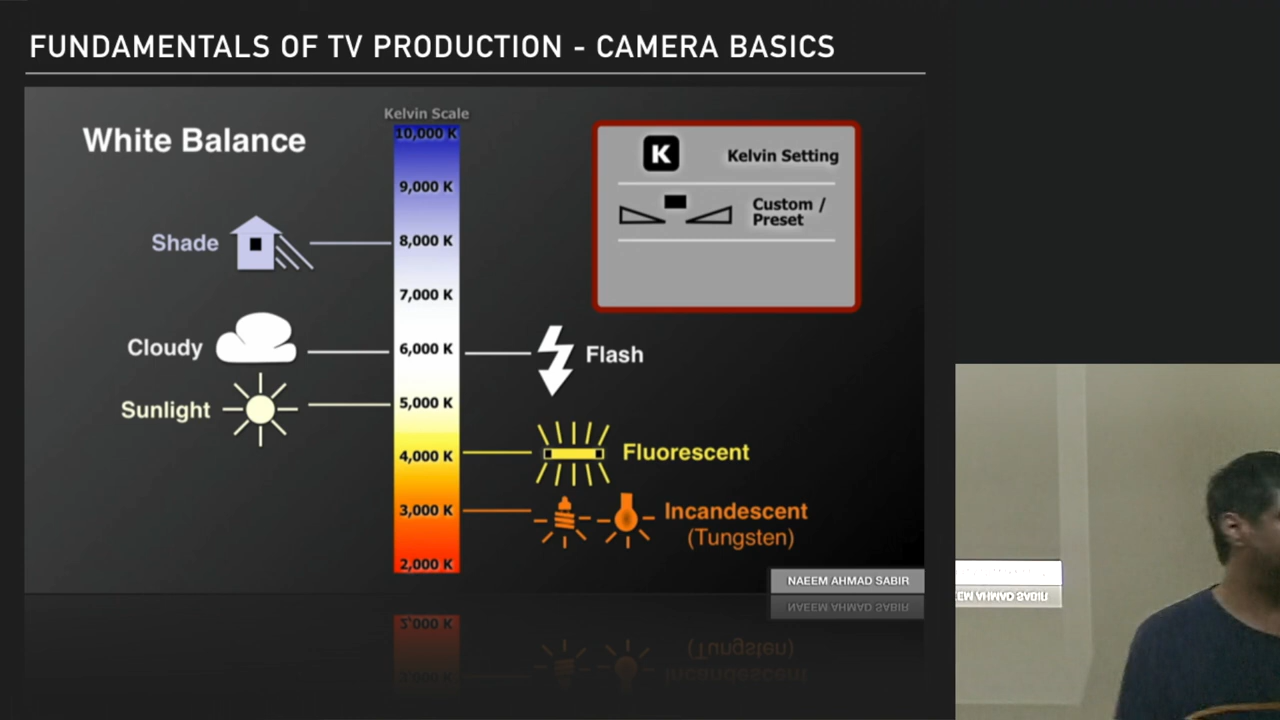 FUNDAMENTALS OF TV PRODUCTION - CAMERA BASICS
White Balance
Kelvin Scale
10,000 K
9,000 K
8,000 K
7,000 K
6,000 K
5,000 K
4,000 K
3,000 K
2,000 K
Shade
Cloudy
Sunlight
K Kelvin Setting
Custom /
Preset
Flash
Fluorescent
Incandescent
(Tungsten)
NAEEM AHMAD SABIR